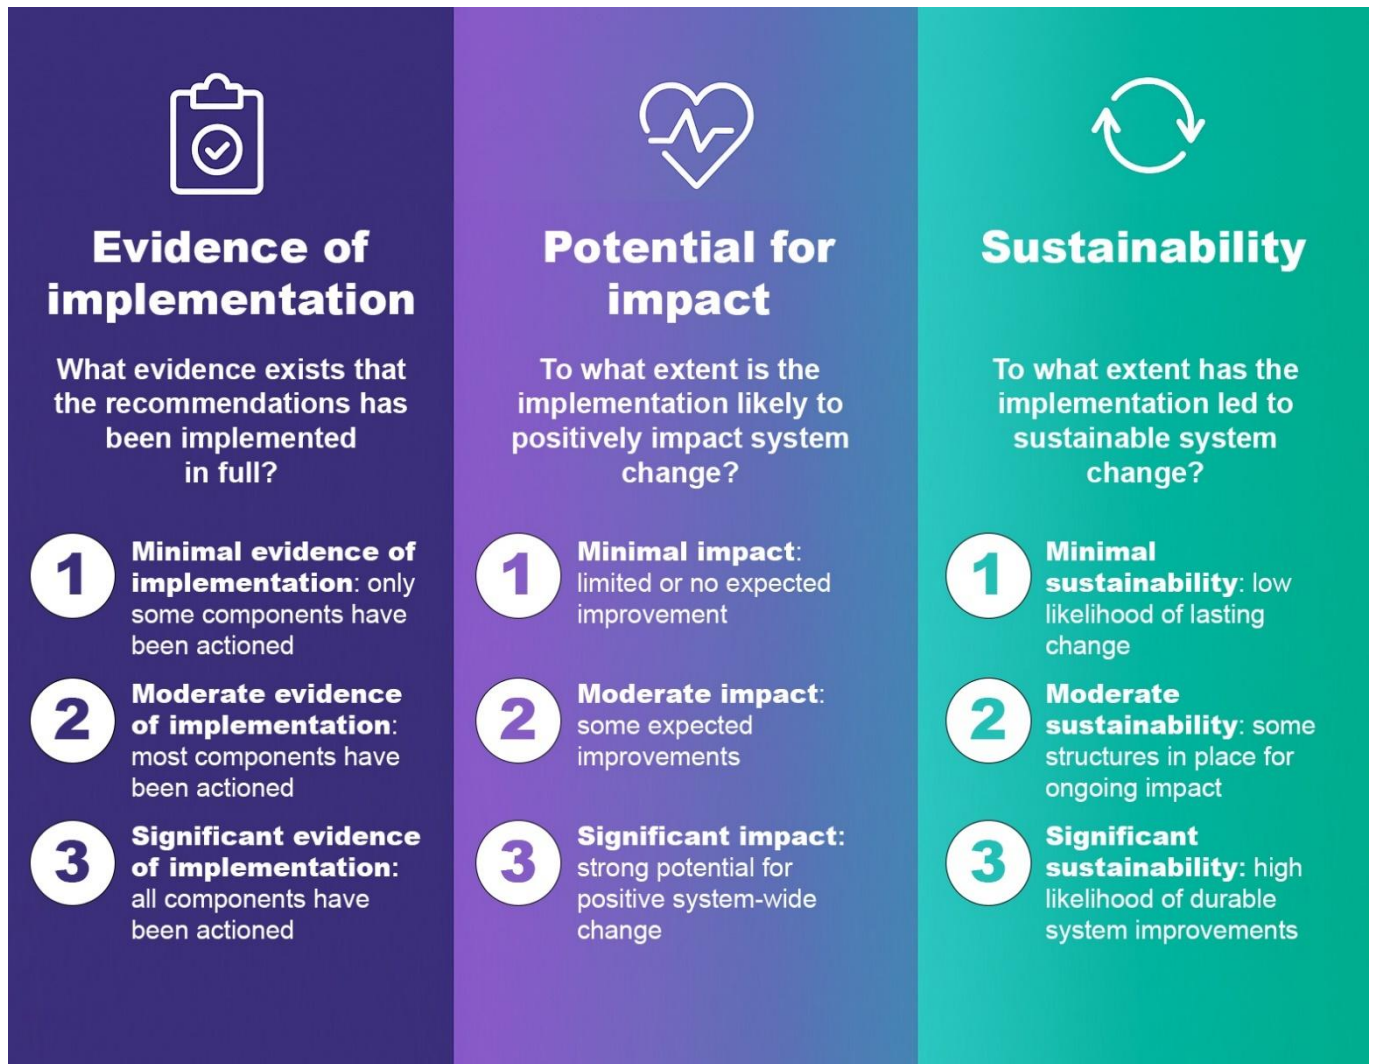 Evidence of
implementation
What evidence exists that
the recommendations has
been implemented
in full?
1
Minimal evidence of
implementation: only
some components have
been actioned
2
Moderate evidence
of implementation:
most components have
been actioned
3
Significant evidence
of implementation:
all components have
been actioned
Potential for
impact
To what extent is the
implementation likely to
positively impact system
change?
1
Minimal impact:
limited or no expected
improvement
2
Moderate impact:
some expected
improvements
3
Significant impact:
strong potential for
positive system-wide
change
Sustainability
To what extent has the
implementation led to
sustainable system
change?
1
Minimal
sustainability: low
likelihood of lasting
change
2
Moderate
sustainability: some
structures in place for
ongoing impact
3
Significant
sustainability: high
likelihood of durable
system improvements